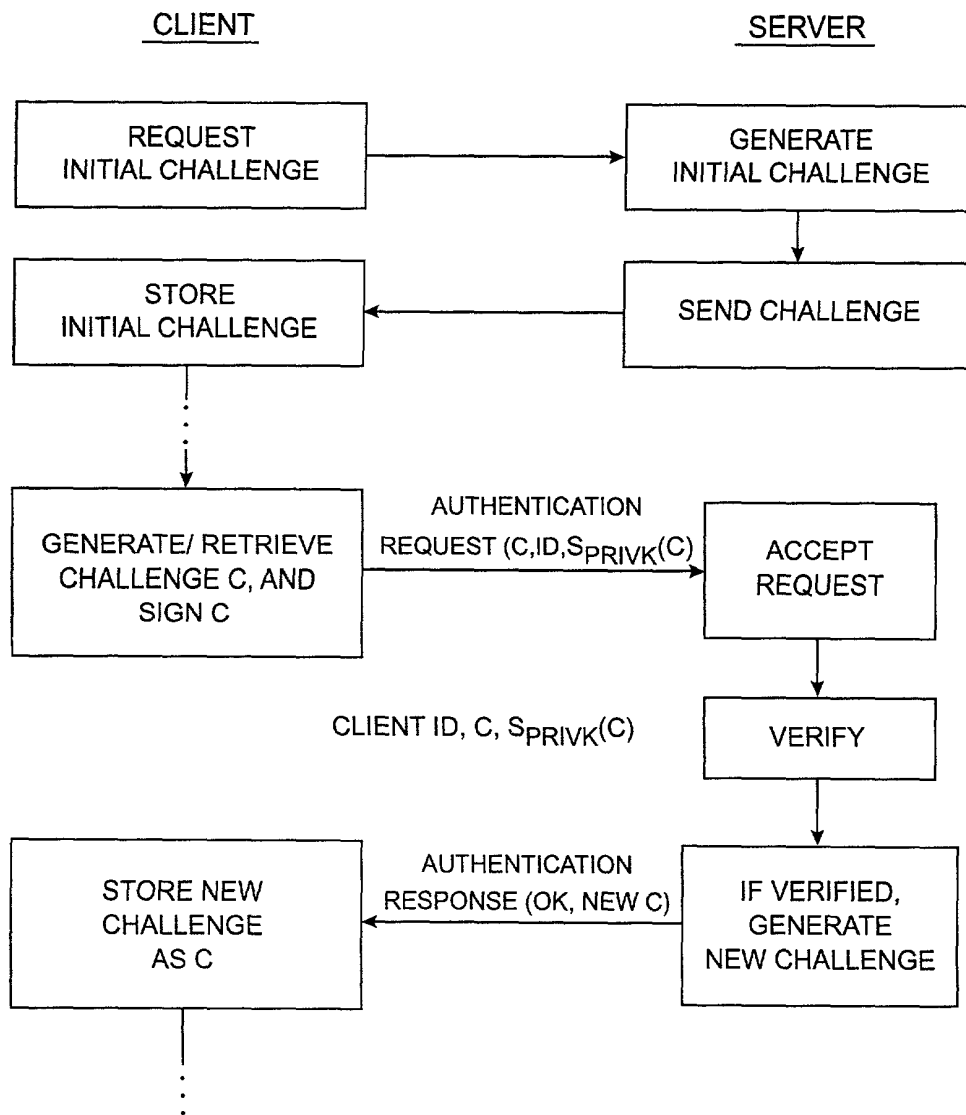 CLIENT
SERVER
REQUEST
INITIAL CHALLENGE
GENERATE
INITIAL CHALLENGE
STORE
INITIAL CHALLENGE
SEND CHALLENGE
GENERATE/ RETRIEVE
CHALLENGE C, AND
SIGN C
AUTHENTICATION
REQUEST (C,ID,SPRIVK(C)
ACCEPT
REQUEST
CLIENT ID, C, SPRIVK(C)
VERIFY
STORE NEW
CHALLENGE
AS C
AUTHENTICATION
RESPONSE (OK, NEW C)
IF VERIFIED,
GENERATE
NEW CHALLENGE